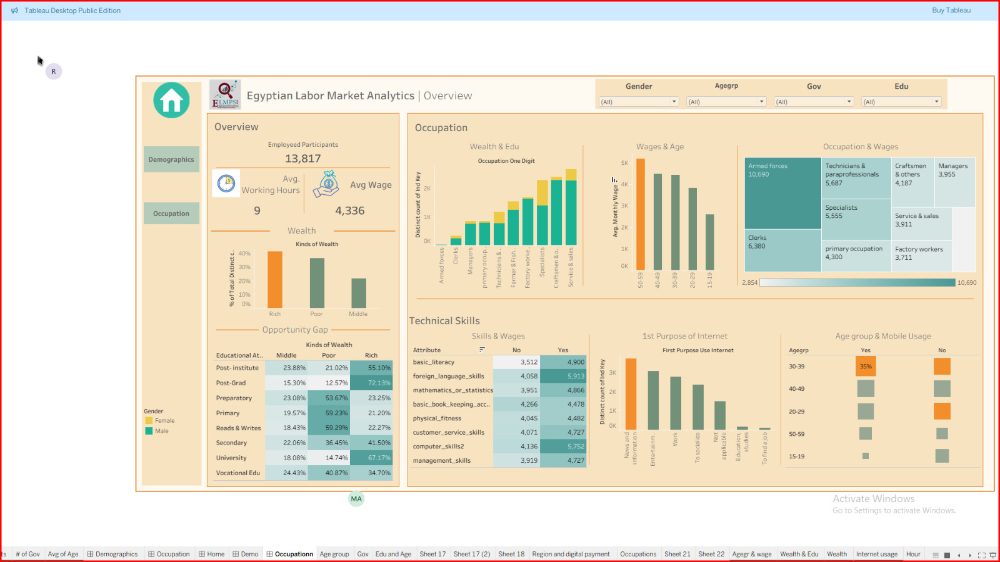 Tableau Desktop Public Edition
Buy Tableau
R
ELMPS
Egyptian Labor Market Analytics | Overview
Gender
Agegrp
Gov
Edu
(All)
(All)
(All)
(All)
Demographics
Occupation
Gender
Female
Male
Overview
Employeed Participants
13,817
Avg.
Working Hours
9
Avg Wage
4,336
Wealth
Kinds of Wealth
% of Total Distinct c..
40%
30%
20%
10%
0%
Rich
Poor
Middle
Opportunity Gap
Kinds of Wealth
Educational At.. Middle Poor Rich
Post- institute 23.88% 21.02% 55.10%
Post-Grad 15.30% 12.57% 72.13%
Preparatory 23.08% 53.67% 23.25%
Primary 19.57% 59.23% 21.20%
Reads & Writes 18.43% 59.29% 22.27%
Secondary 22.06% 36.45% 41.50%
University 18.08% 14.74% 67.17%
Vocational Edu 24.43% 40.87% 34.70%
Occupation
Wealth & Edu
Occupation One Digit
Distinct count of Ind Key
2K
1K
0K
Armed forces
Clerks
Managers
primary occup..
Technicians & ..
Farmer & Fish..
Factory worke..
Specialists
Craftsmen & o..
Service & sales
Wages & Age
Avg. Monthly Wage
5K
4K
3K
2K
1K
0K
50-59
40-49
30-39
20-29
15-19
Occupation & Wages
Armed forces
10,690
Clerks
6,380
Technicians &
paraprofessionals
5,687
Specialists
5,555
primary occupation
4,300
Craftsmen
& others
4,187
Managers
3,955
Service & sales
3,911
Factory workers
3,711
2,854
10,690
Technical Skills
Skills & Wages
Attribute No Yes
basic_literacy 3,512 4,900
foreign_language_skills 4,058 5,913
mathematics_or_statistics 3,951 4,866
basic_book_keeping_acc.. 4,266 4,478
physical_fitness 4,045 4,482
customer_service_skills 4,071 4,727
computer_skills2 4,136 5,752
management_skills 3,919 4,727
1st Purpose of Internet
First Purpose Use Internet
Distinct count of Ind Key
3K
2K
1K
0K
News and
information
Entertainm..
Work
To socialize
Not
applicable
Education,
studies
To find a job
Age group & Mobile Usage
Agegrp Yes No
30-39 35%
40-49
20-29
50-59
15-19
MA
Activate Windows
Go to Settings to activate Windows.
ts # of Gov Avg of Age Demographics Occupation Home Demo Occupationn Age group Gov Edu and Age Sheet 17 Sheet 17 (2) Sheet 18 Region and digital payment Occupations Sheet 21 Sheet 22 Agegr & wage Wealth & Edu Wealth Internet usage Hour